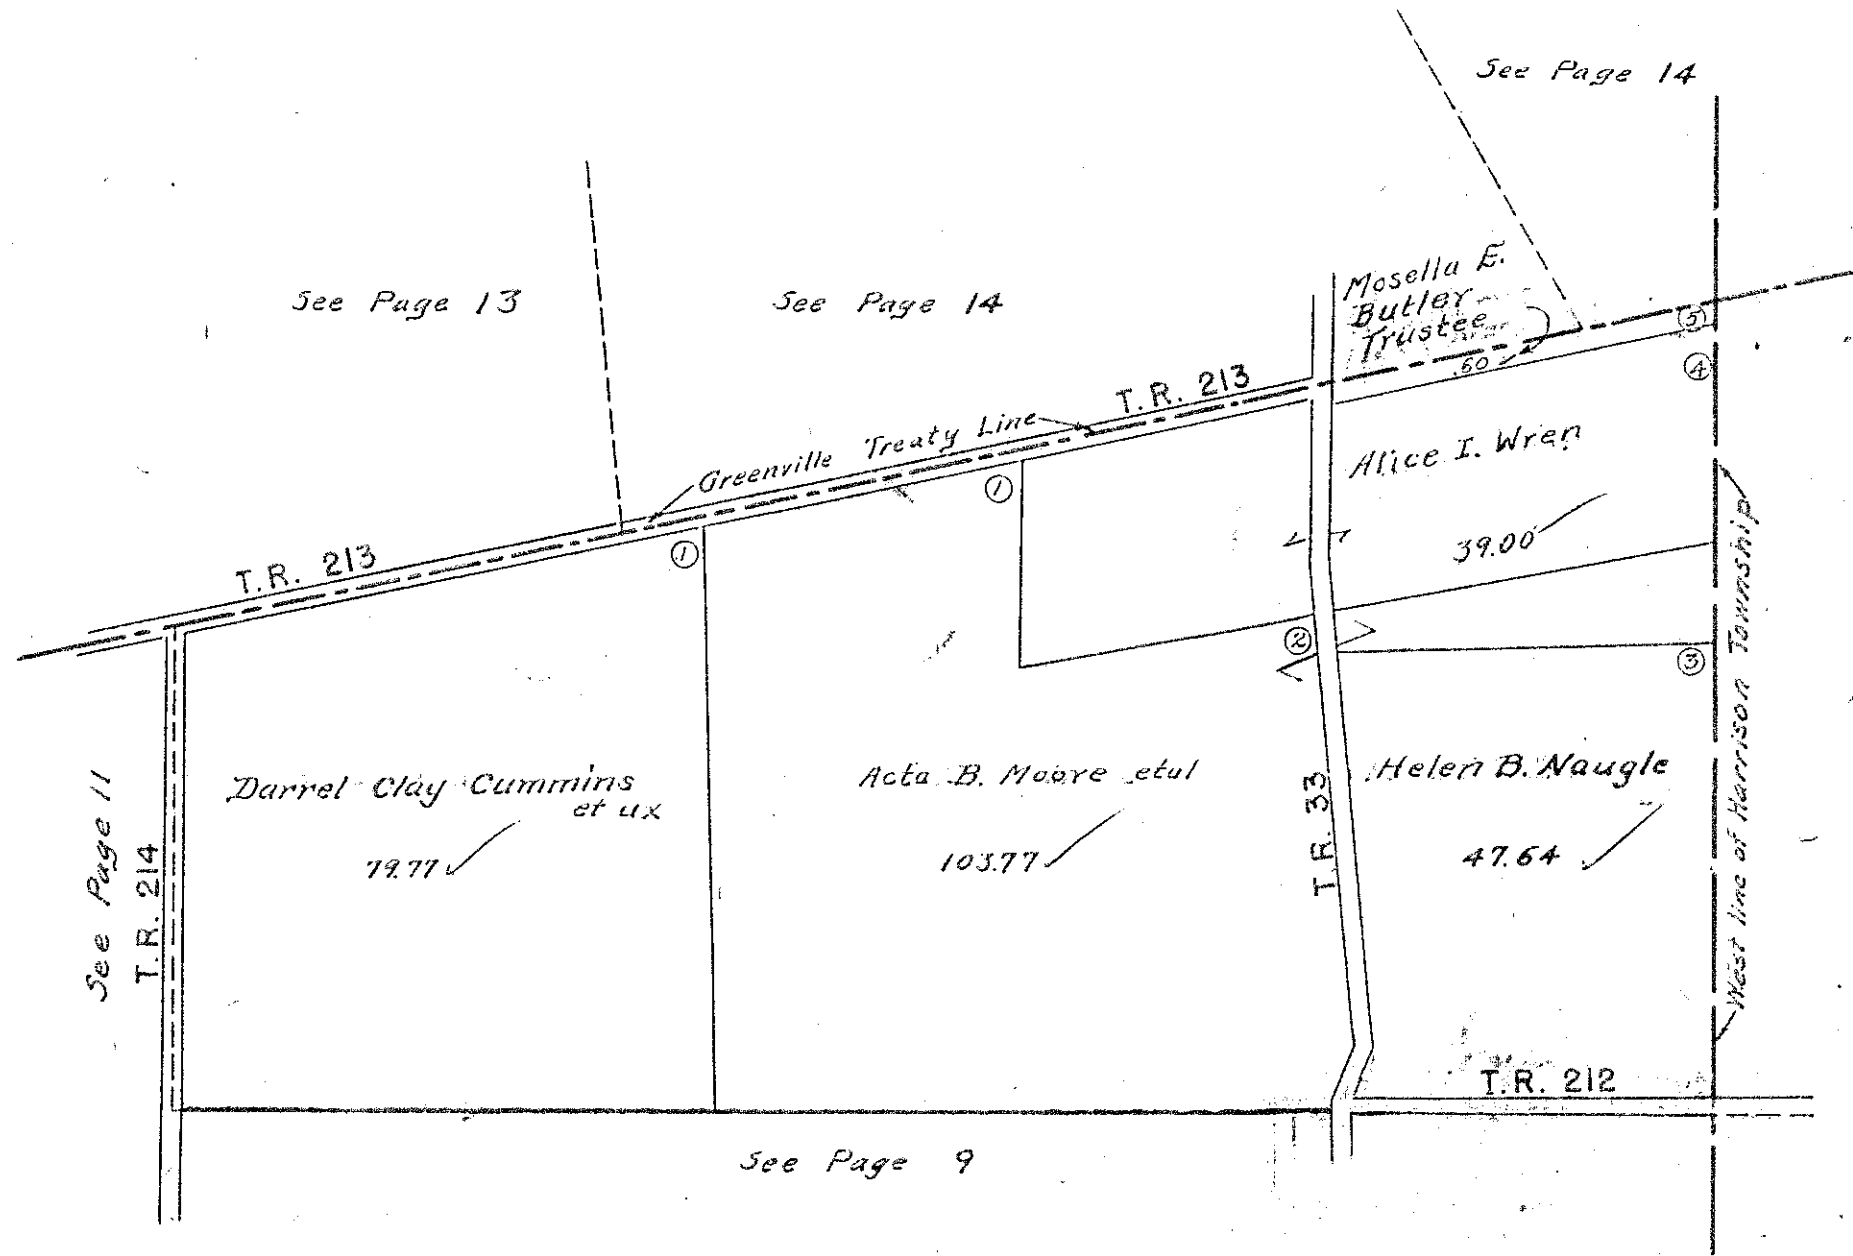 See Page 14
See Page 13
See Page 14
Mosella E.
Butler
Trustee
.60
⑤
④
T.R. 213
Greenville Treaty Line
Alice I. Wren
39.00
①
①
T.R. 213
②
③
West line of Harrison Township
See Page 11
T.R. 214
Darrel Clay Cummins
et ux
79.77
Acta B. Moore etal
103.77
T.R. 33
Helen B. Naugle
47.64
T.R. 212
See Page 9